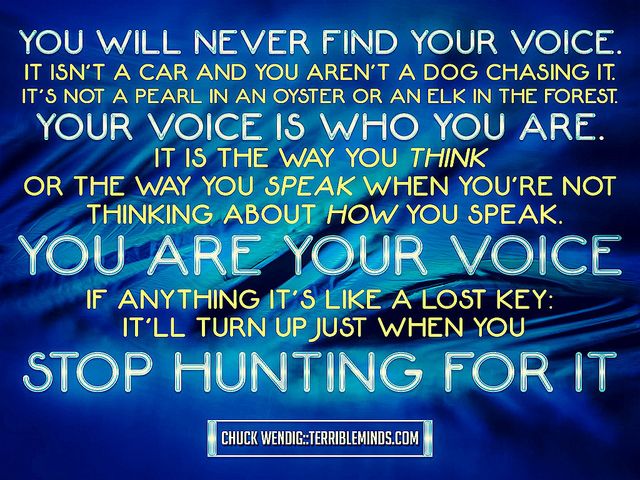 YOU WILL NEVER FIND YOUR VOICE.
IT ISN'T A CAR AND YOU AREN'T A DOG CHASING IT.
IT'S NOT A PEARL IN AN OYSTER OR AN ELK IN THE FOREST.
YOUR VOICE IS WHO YOU ARE.
IT IS THE WAY YOU THINK
OR THE WAY YOU SPEAK WHEN YOU'RE NOT
THINKING ABOUT HOW YOU SPEAK.
YOU ARE YOUR VOICE
IF ANYTHING IT'S LIKE A LOST KEY:
IT'LL TURN UP JUST WHEN YOU
STOP HUNTING FOR IT
CHUCK WENDIG::TERRIBLEMINDS.COM